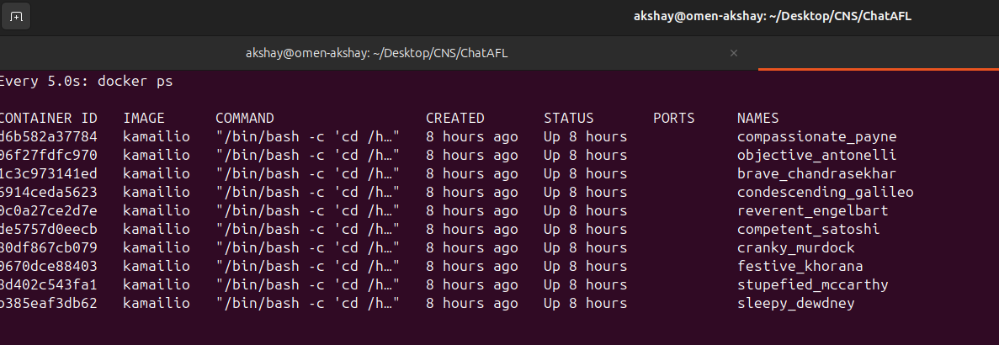 akshay@omen-akshay: ~/Desktop/CNS/ChatAFL
akshay@omen-akshay: ~/Desktop/CNS/ChatAFL ×
Every 5.0s: docker ps
CONTAINER ID IMAGE COMMAND CREATED STATUS PORTS NAMES
d6b582a37784 kamailio "/bin/bash -c 'cd /h…" 8 hours ago Up 8 hours compassionate_payne
06f27fdfc970 kamailio "/bin/bash -c 'cd /h…" 8 hours ago Up 8 hours objective_antonelli
1c3c973141ed kamailio "/bin/bash -c 'cd /h…" 8 hours ago Up 8 hours brave_chandrasekhar
6914ceda5623 kamailio "/bin/bash -c 'cd /h…" 8 hours ago Up 8 hours condescending_galileo
0c0a27ce2d7e kamailio "/bin/bash -c 'cd /h…" 8 hours ago Up 8 hours reverent_engelbart
de5757d0eecb kamailio "/bin/bash -c 'cd /h…" 8 hours ago Up 8 hours competent_satoshi
kamailio "/bin/bash -c 'cd /h…" 8 hours ago Up 8 hours cranky_murdock
0670dce88403 kamailio "/bin/bash -c 'cd /h…" 8 hours ago Up 8 hours festive_khorana
kamailio "/bin/bash -c 'cd /h…" 8 hours ago Up 8 hours stupefied_mccarthy
b385eaf3db62 kamailio "/bin/bash -c 'cd /h…" 8 hours ago Up 8 hours sleepy_dewdney